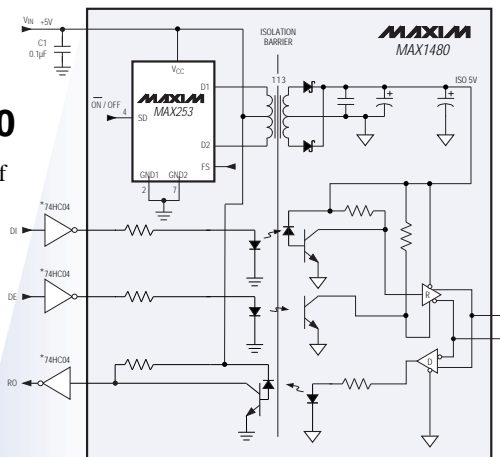 VIN +5V
C1
0.1µF
ISOLATION
BARRIER
MAXIM
MAX1480
VCC
D1
113
ISO 5V
MAXIM
MAX253
ON / OFF
4
SD
D2
FS
GND1 GND2
2 7
0
f
*74HC04
DI
*74HC04
DE
R
*74HC04
D
RO